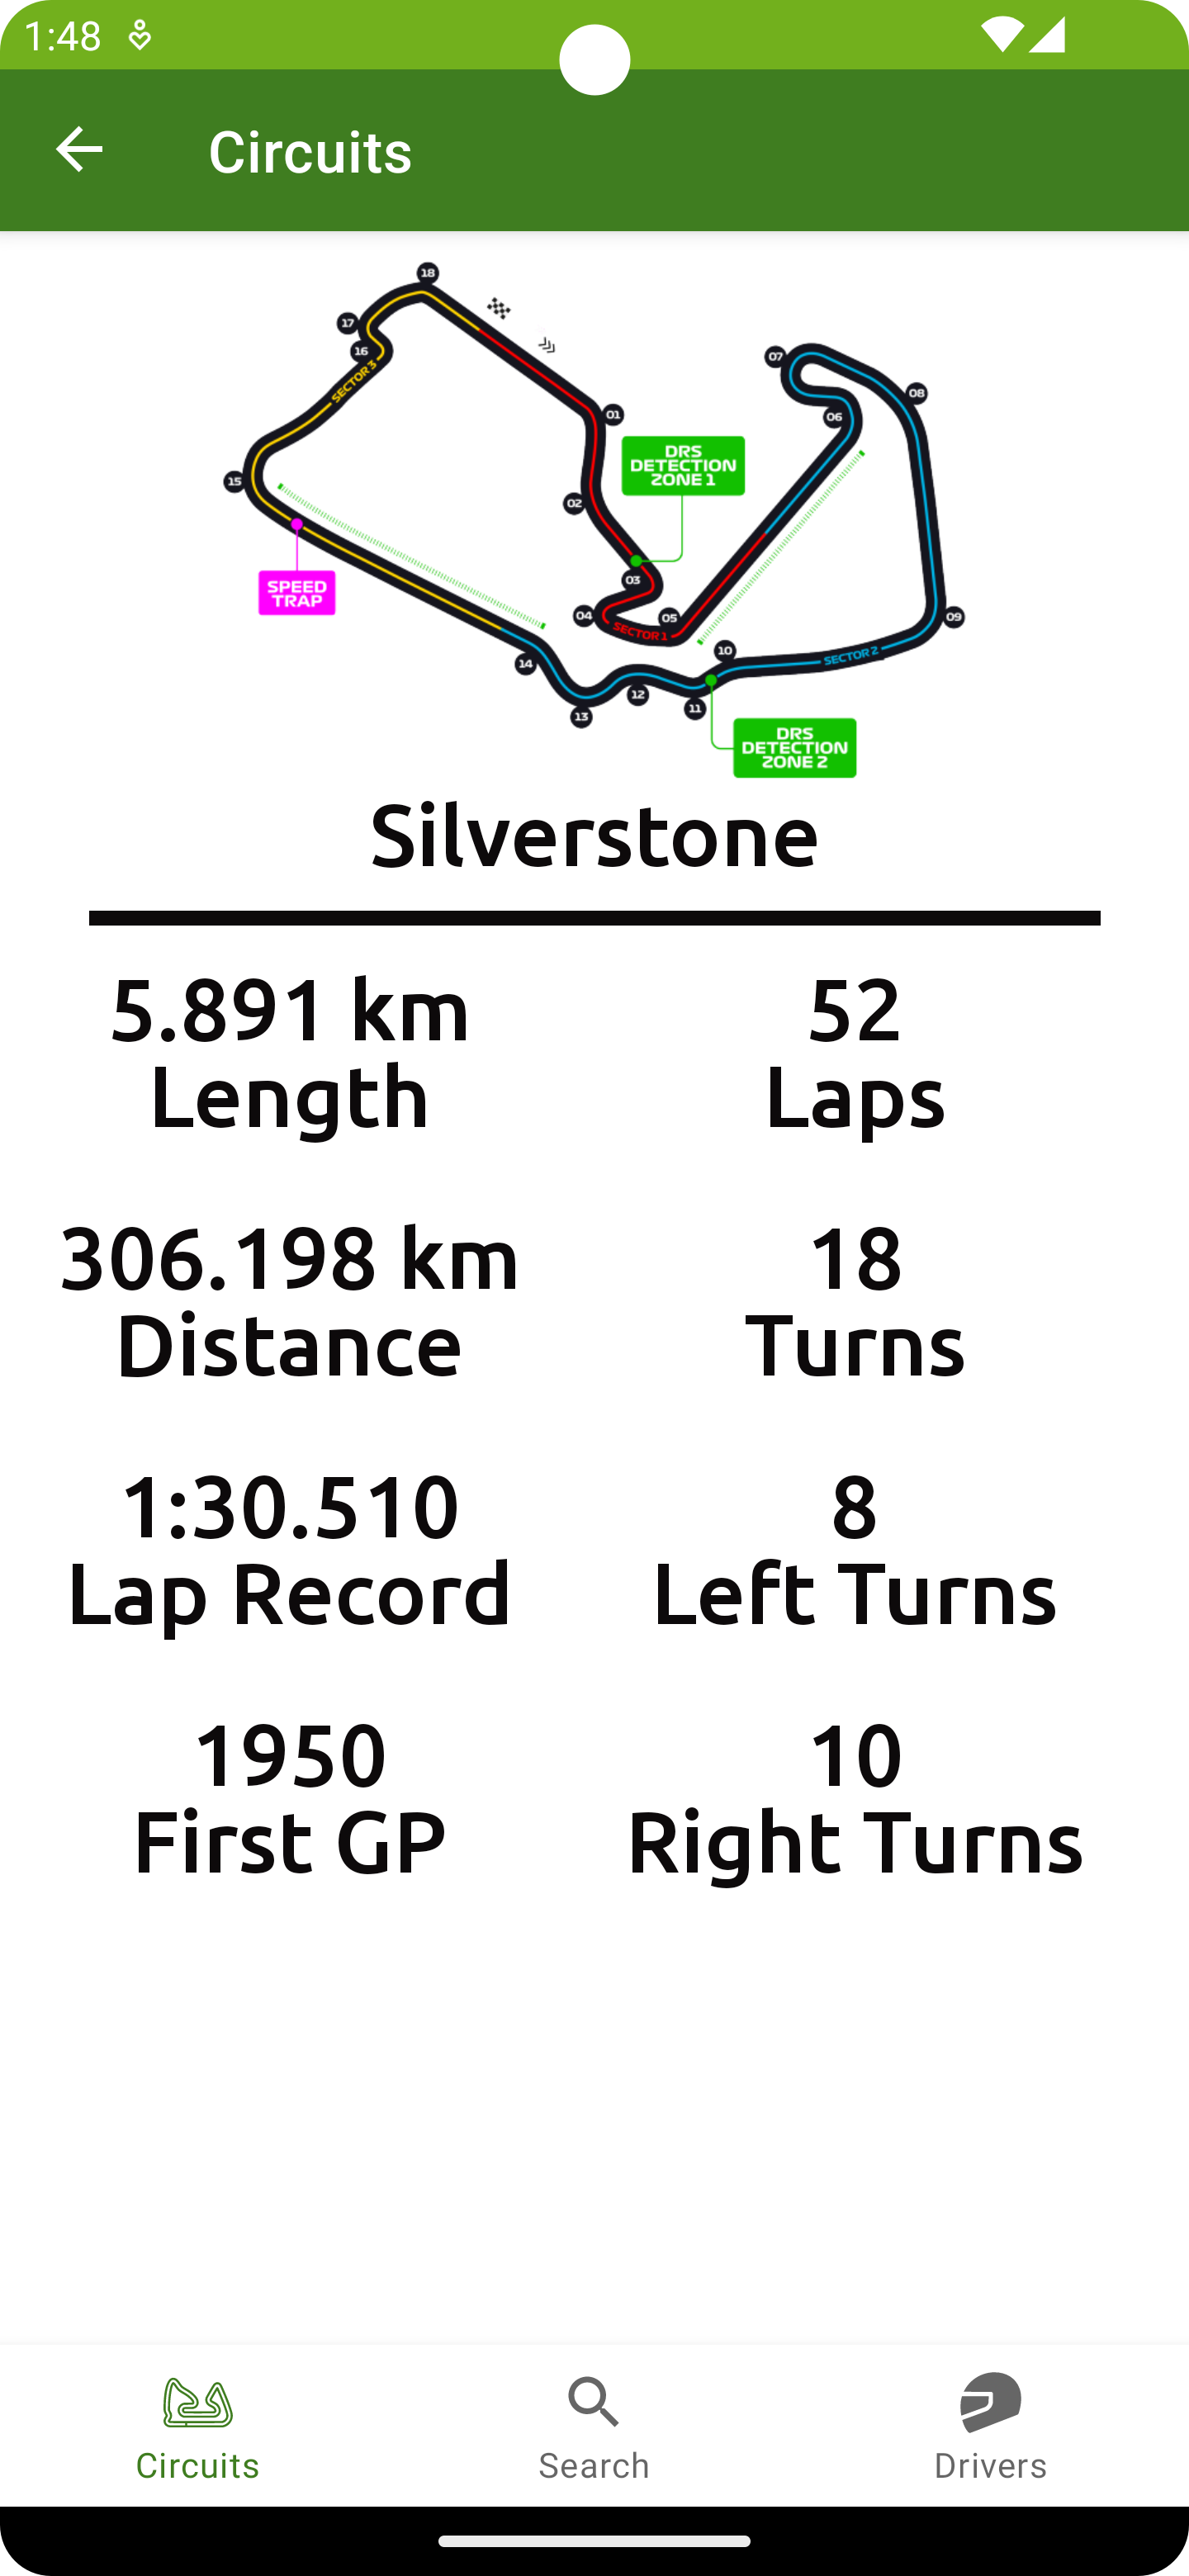 1:48
Circuits
18
17
16
SECTOR 3
15
SPEED
TRAP
01
02
DRS
DETECTION
ZONE 1
03
04
05
SECTOR 1
07
06
08
09
10
SECTOR 2
14
13
12
11
DRS
DETECTION
ZONE 2
Silverstone
5.891 km
Length
52
Laps
306.198 km
Distance
18
Turns
1:30.510
Lap Record
8
Left Turns
1950
First GP
10
Right Turns
Circuits
Search
Drivers